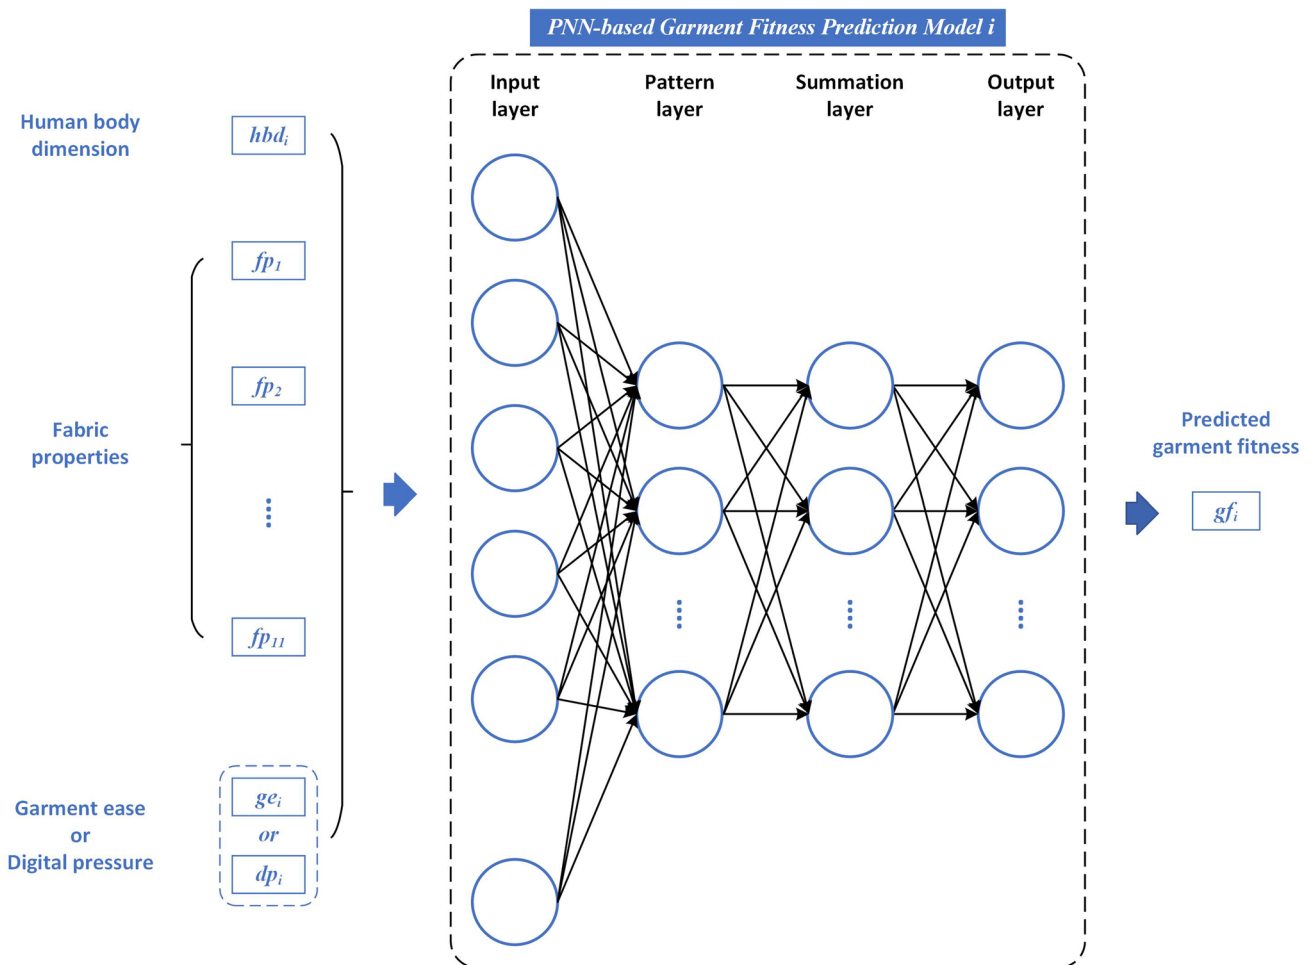 PNN-based Garment Fitness Prediction Model i
Input
layer
Pattern
layer
Summation
layer
Output
layer
Human body
dimension
hbdᵢ
fp₁
fp₂
Fabric
properties
fp₁₁
Garment ease
or
Digital pressure
geᵢ
or
dpᵢ
Predicted
garment fitness
gfᵢ